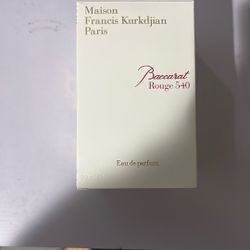 Maison
Francis Kurkdjian
Paris
Baccarat
Rouge 540
Eau de parfum